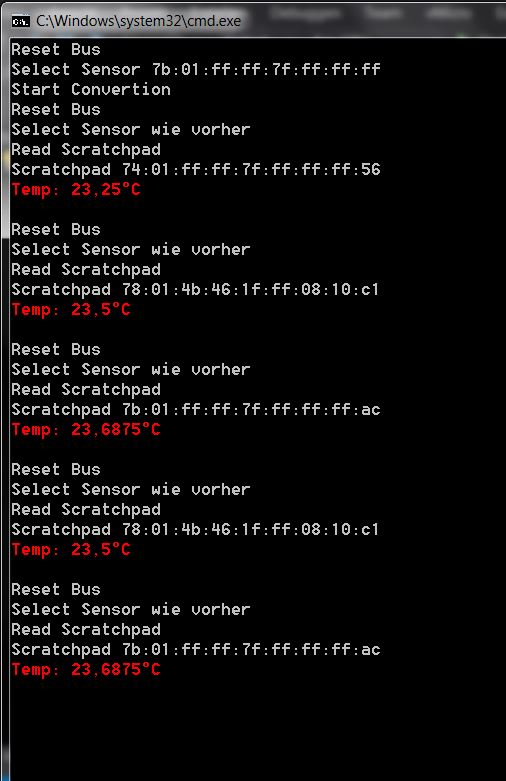 C:\Windows\system32\cmd.exe
Reset Bus
Select Sensor 7b:01:ff:ff:7f:ff:ff:ff
Start Convertion
Reset Bus
Select Sensor wie vorher
Read Scratchpad
Scratchpad 74:01:ff:ff:7f:ff:ff:ff:56
Temp: 23,25°C
Reset Bus
Select Sensor wie vorher
Read Scratchpad
Scratchpad 78:01:4b:46:1f:ff:08:10:c1
Temp: 23,5°C
Reset Bus
Select Sensor wie vorher
Read Scratchpad
Scratchpad 7b:01:ff:ff:7f:ff:ff:ff:ac
Temp: 23,6875°C
Reset Bus
Select Sensor wie vorher
Read Scratchpad
Scratchpad 78:01:4b:46:1f:ff:08:10:c1
Temp: 23,5°C
Reset Bus
Select Sensor wie vorher
Read Scratchpad
Scratchpad 7b:01:ff:ff:7f:ff:ff:ff:ac
Temp: 23,6875°C